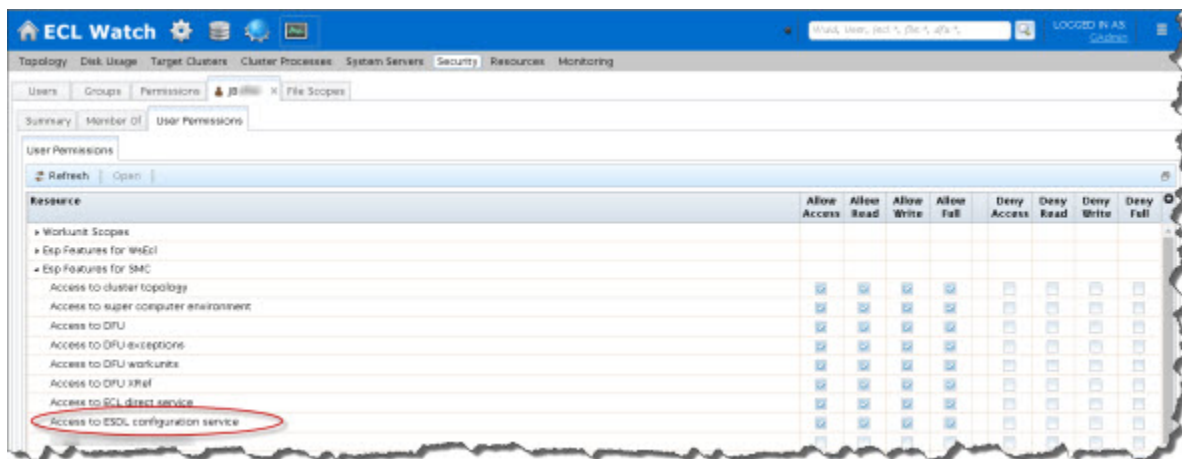 ECL Watch
LOGGED IN AS:
Topology Disk Usage Target Clusters Cluster Processes System Servers Security Resources Monitoring
Users Groups Permissions File Scopes
Summary Member Of User Permissions
User Permissions
Refresh Open
Resource Allow Access Allow Read Allow Write Allow Full Deny Access Deny Read Deny Write Deny Full
Workunit Scopes
Esp Features for WsEcl
Esp Features for SMC
Access to cluster topology
Access to super computer environment
Access to DFU
Access to DFU exceptions
Access to DFU workunits
Access to DFU XRef
Access to ECL direct service
Access to ESDL configuration service